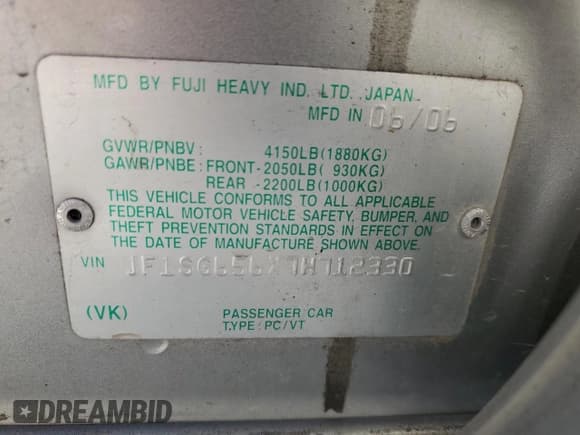 MFD BY FUJI HEAVY IND. LTD. JAPAN
MFD IN 06/06
GVWR/PNBV : 4150LB(1880KG)
GAWR/PNBE: FRONT-2050LB( 930KG)
REAR -2200LB(1000KG)
THIS VEHICLE CONFORMS TO ALL APPLICABLE
FEDERAL MOTOR VEHICLE SAFETY, BUMPER, AND
THEFT PREVENTION STANDARDS IN EFFECT ON
DATE OF MANUFACTURE SHOWN ABOVE.
VIN JF1SG656X7H712330
(VK) PASSENGER CAR
TYPE: PC/VT
DREAMBID